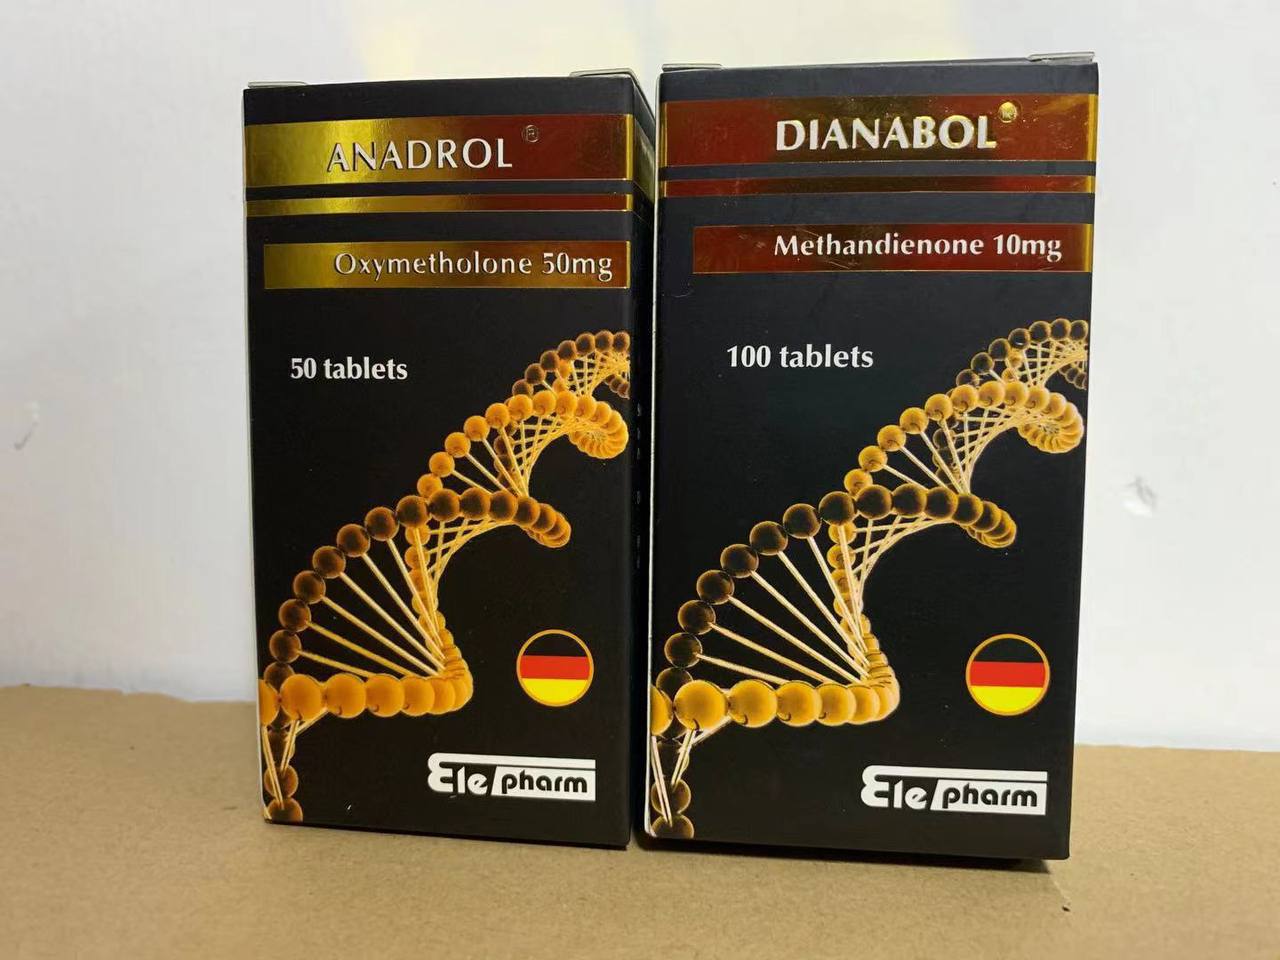 ANADROL®
Oxymetholone 50mg
50 tablets
Ele pharm
DIANABOL®
Methandienone 10mg
100 tablets
Ele pharm